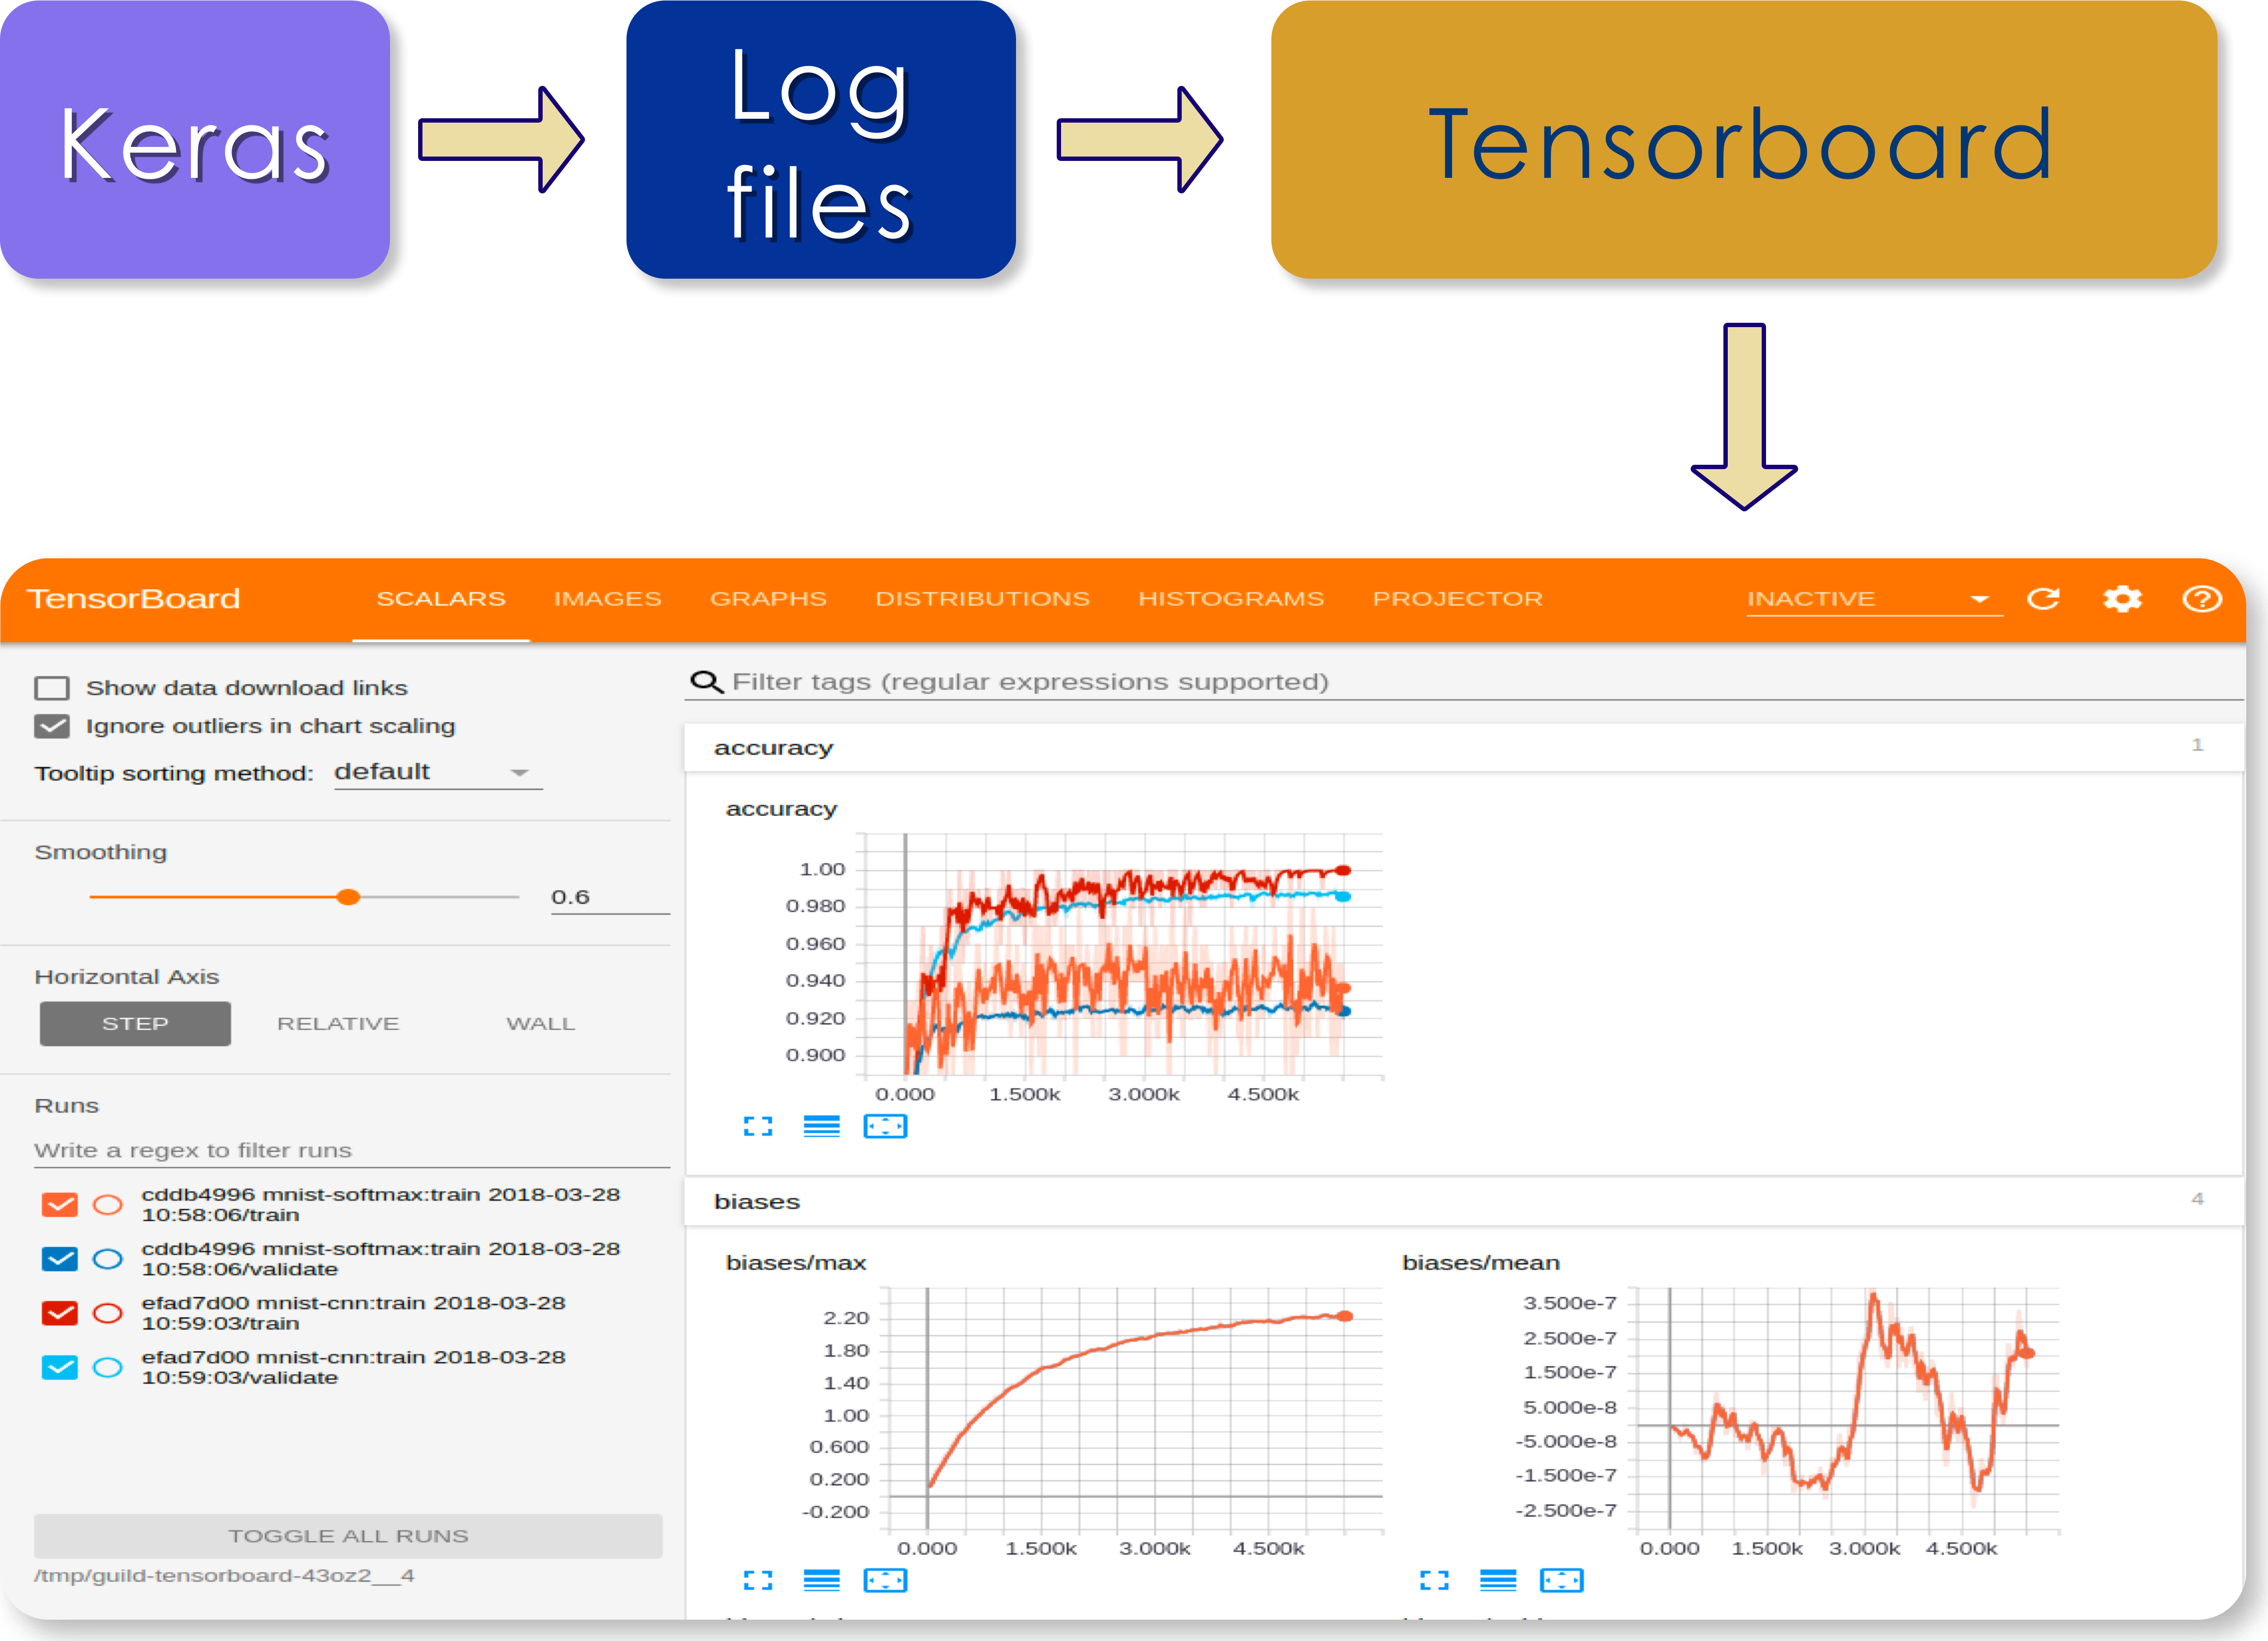 Keras
Log
files
Tensorboard
TensorBoard
SCALARS
IMAGES
GRAPHS
DISTRIBUTIONS
HISTOGRAMS
PROJECTOR
INACTIVE
Show data download links
Ignore outliers in chart scaling
Tooltip sorting method: default
Smoothing
0.6
Horizontal Axis
STEP
RELATIVE
WALL
Runs
Write a regex to filter runs
cddb4996 mnist-softmax:train 2018-03-28
10:58:06/train
cddb4996 mnist-softmax:train 2018-03-28
10:58:06/validate
efad7d00 mnist-cnn:train 2018-03-28
10:59:03/train
efad7d00 mnist-cnn:train 2018-03-28
10:59:03/validate
TOGGLE ALL RUNS
/tmp/guild-tensorboard-43oz2__4
Filter tags (regular expressions supported)
accuracy
1
accuracy
1.00
0.980
0.960
0.940
0.920
0.900
0.000 1.500k 3.000k 4.500k
biases
4
biases/max
2.20
1.80
1.40
1.00
0.600
0.200
-0.200
0.000 1.500k 3.000k 4.500k
biases/mean
3.500e-7
2.500e-7
1.500e-7
5.000e-8
-5.000e-8
-1.500e-7
-2.500e-7
0.000 1.500k 3.000k 4.500k